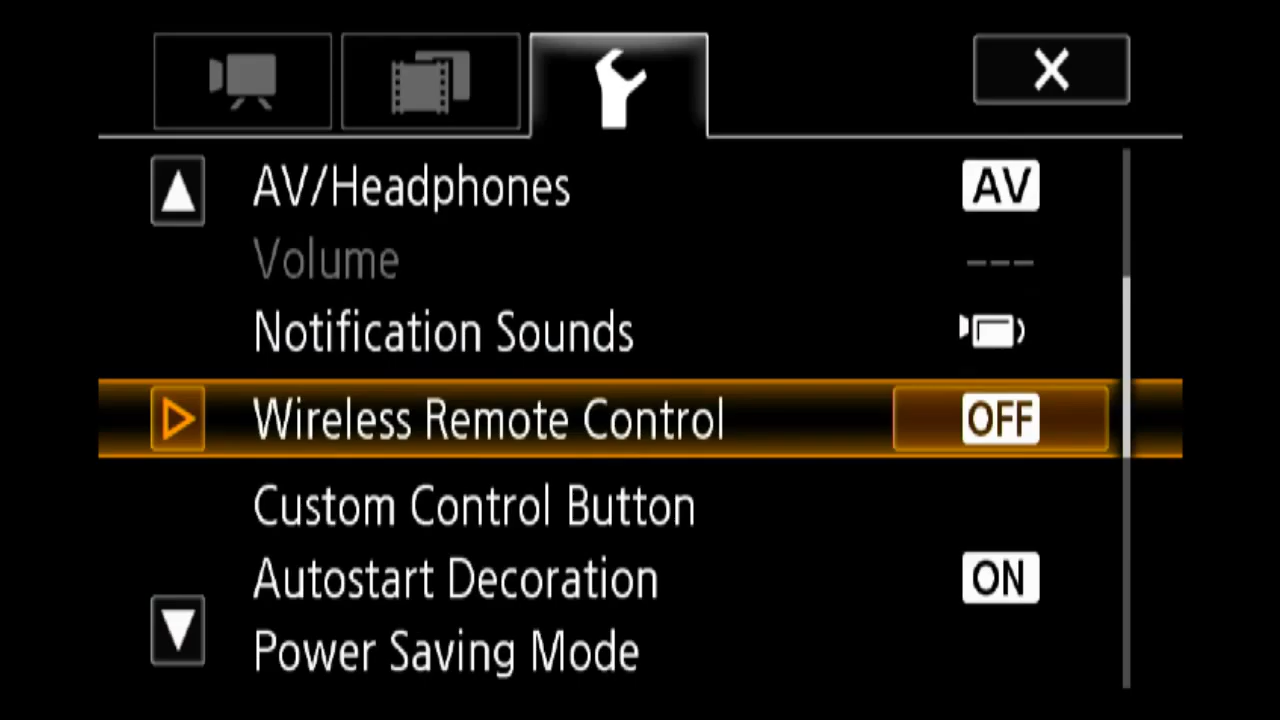 AV/Headphones AV
Volume ---
Notification Sounds
Wireless Remote Control OFF
Custom Control Button
Autostart Decoration ON
Power Saving Mode